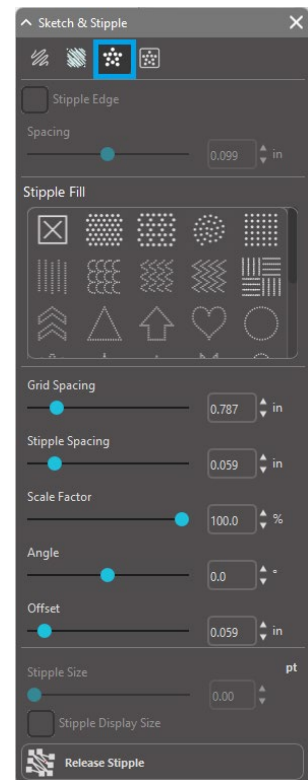 Sketch & Stipple
Stipple Edge
Spacing
0.099 in
Stipple Fill
Grid Spacing
0.787 in
Stipple Spacing
0.059 in
Scale Factor
100.0 %
Angle
0.0 °
Offset
0.059 in
Stipple Size pt
0.00
Stipple Display Size
Release Stipple